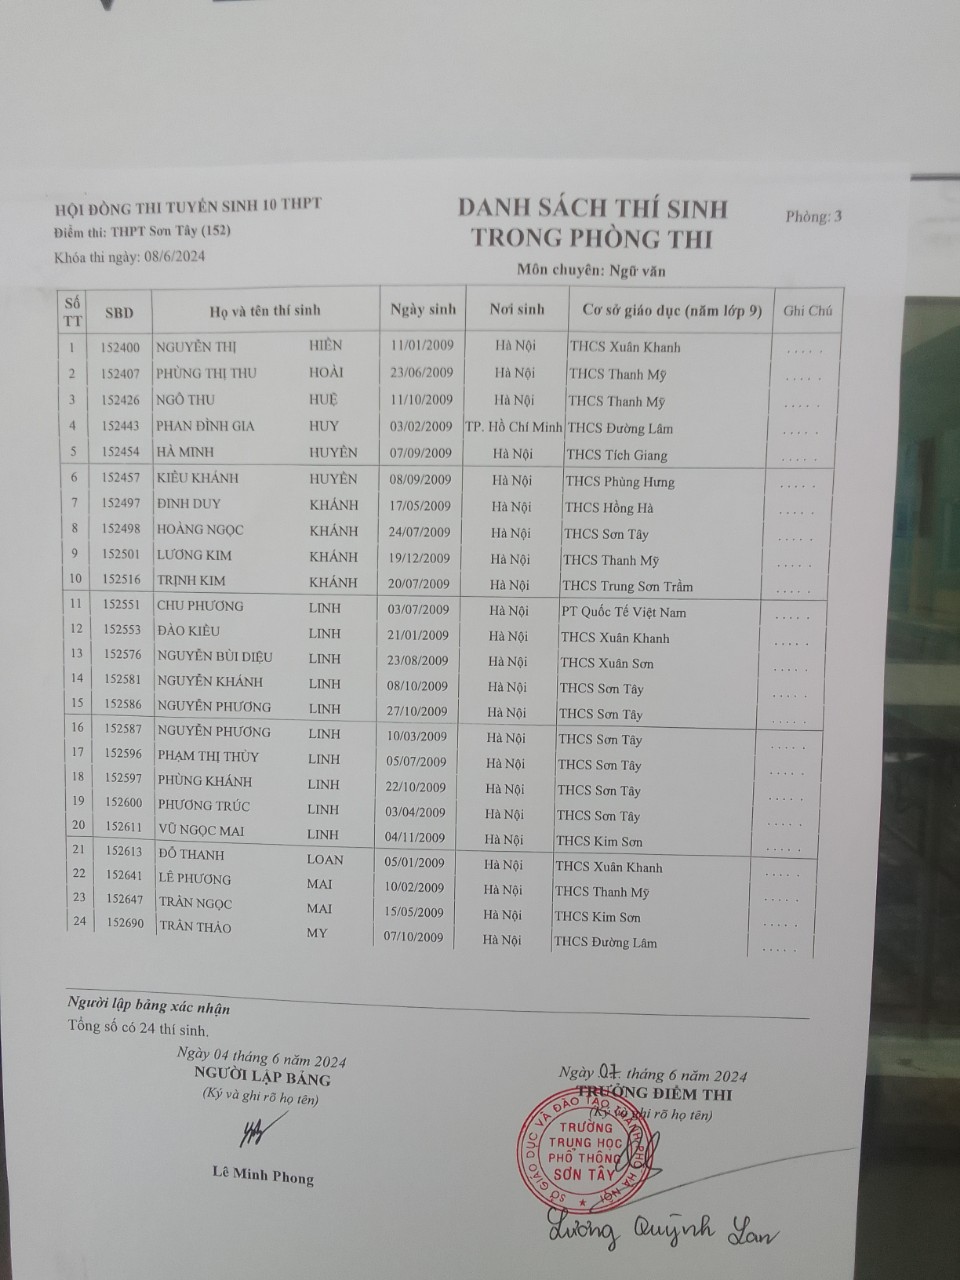 HỘI ĐỒNG THI TUYỂN SINH 10 THPT
Điểm thi: THPT Sơn Tây (152)
Khóa thi ngày: 08/6/2024
DANH SÁCH THÍ SINH
TRONG PHÒNG THI
Môn chuyên: Ngữ văn
Phòng: 3
Số TT SBD Họ và tên thí sinh Ngày sinh Nơi sinh Cơ sở giáo dục (năm lớp 9) Ghi Chú
1 152400 NGUYỄN THỊ HIỀN 11/01/2009 Hà Nội THCS Xuân Khanh .....
2 152407 PHÙNG THỊ THU HOÀI 23/06/2009 Hà Nội THCS Thanh Mỹ .....
3 152426 NGÔ THU HUỆ 11/10/2009 Hà Nội THCS Thanh Mỹ .....
4 152443 PHAN ĐÌNH GIA HUY 03/02/2009 TP. Hồ Chí Minh THCS Đường Lâm .....
5 152454 HÀ MINH HUYỀN 07/09/2009 Hà Nội THCS Tích Giang .....
6 152457 KIỀU KHÁNH HUYỀN 08/09/2009 Hà Nội THCS Phùng Hưng .....
7 152497 ĐINH DUY KHÁNH 17/05/2009 Hà Nội THCS Hồng Hà .....
8 152498 HOÀNG NGỌC KHÁNH 24/07/2009 Hà Nội THCS Sơn Tây .....
9 152501 LƯƠNG KIM KHÁNH 19/12/2009 Hà Nội THCS Thanh Mỹ .....
10 152516 TRỊNH KIM KHÁNH 20/07/2009 Hà Nội THCS Trung Sơn Trầm .....
11 152551 CHU PHƯƠNG LINH 03/07/2009 Hà Nội PT Quốc Tế Việt Nam .....
12 152553 ĐÀO KIỀU LINH 21/01/2009 Hà Nội THCS Xuân Khanh .....
13 152576 NGUYỄN BÙI DIỆU LINH 23/08/2009 Hà Nội THCS Xuân Sơn .....
14 152581 NGUYỄN KHÁNH LINH 08/10/2009 Hà Nội THCS Sơn Tây .....
15 152586 NGUYỄN PHƯƠNG LINH 27/10/2009 Hà Nội THCS Sơn Tây .....
16 152587 NGUYỄN PHƯƠNG LINH 10/03/2009 Hà Nội THCS Sơn Tây .....
17 152596 PHẠM THỊ THÙY LINH 05/07/2009 Hà Nội THCS Sơn Tây .....
18 152597 PHÙNG KHÁNH LINH 22/10/2009 Hà Nội THCS Sơn Tây .....
19 152600 PHƯƠNG TRÚC LINH 03/04/2009 Hà Nội THCS Sơn Tây .....
20 152611 VŨ NGỌC MAI LINH 04/11/2009 Hà Nội THCS Kim Sơn .....
21 152613 ĐỖ THANH LOAN 05/01/2009 Hà Nội THCS Xuân Khanh .....
22 152641 LÊ PHƯƠNG MAI 10/02/2009 Hà Nội THCS Thanh Mỹ .....
23 152647 TRẦN NGỌC MAI 15/05/2009 Hà Nội THCS Kim Sơn .....
24 152690 TRẦN THẢO MY 07/10/2009 Hà Nội THCS Đường Lâm .....
Người lập bảng xác nhận
Tổng số có 24 thí sinh.
Ngày 04 tháng 6 năm 2024
NGƯỜI LẬP BẢNG
(Ký và ghi rõ họ tên)
Lê Minh Phong
Ngày 07 tháng 6 năm 2024
TRƯỞNG ĐIỂM THI
(Ký và ghi rõ họ tên)
SỞ GIÁO DỤC VÀ ĐÀO TẠO THÀNH PHỐ HÀ NỘI
TRƯỜNG
TRUNG HỌC
PHỔ THÔNG
SƠN TÂY
Lương Quỳnh Lan